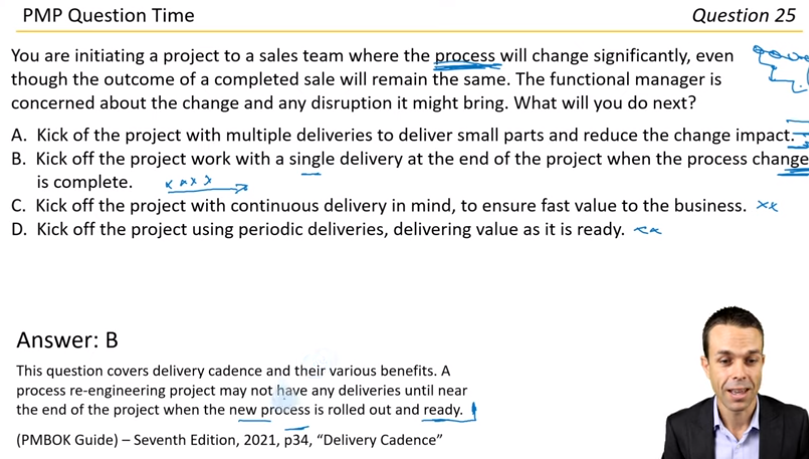 PMP Question Time
Question 25
You are initiating a project to a sales team where the process will change significantly, even
though the outcome of a completed sale will remain the same. The functional manager is
concerned about the change and any disruption it might bring. What will you do next?
A. Kick of the project with multiple deliveries to deliver small parts and reduce the change impact.
B. Kick off the project work with a single delivery at the end of the project when the process change
is complete.
C. Kick off the project with continuous delivery in mind, to ensure fast value to the business.
D. Kick off the project using periodic deliveries, delivering value as it is ready.
Answer: B
This question covers delivery cadence and their various benefits. A
process re-engineering project may not have any deliveries until near
the end of the project when the new process is rolled out and ready.
(PMBOK Guide) – Seventh Edition, 2021, p34, “Delivery Cadence”